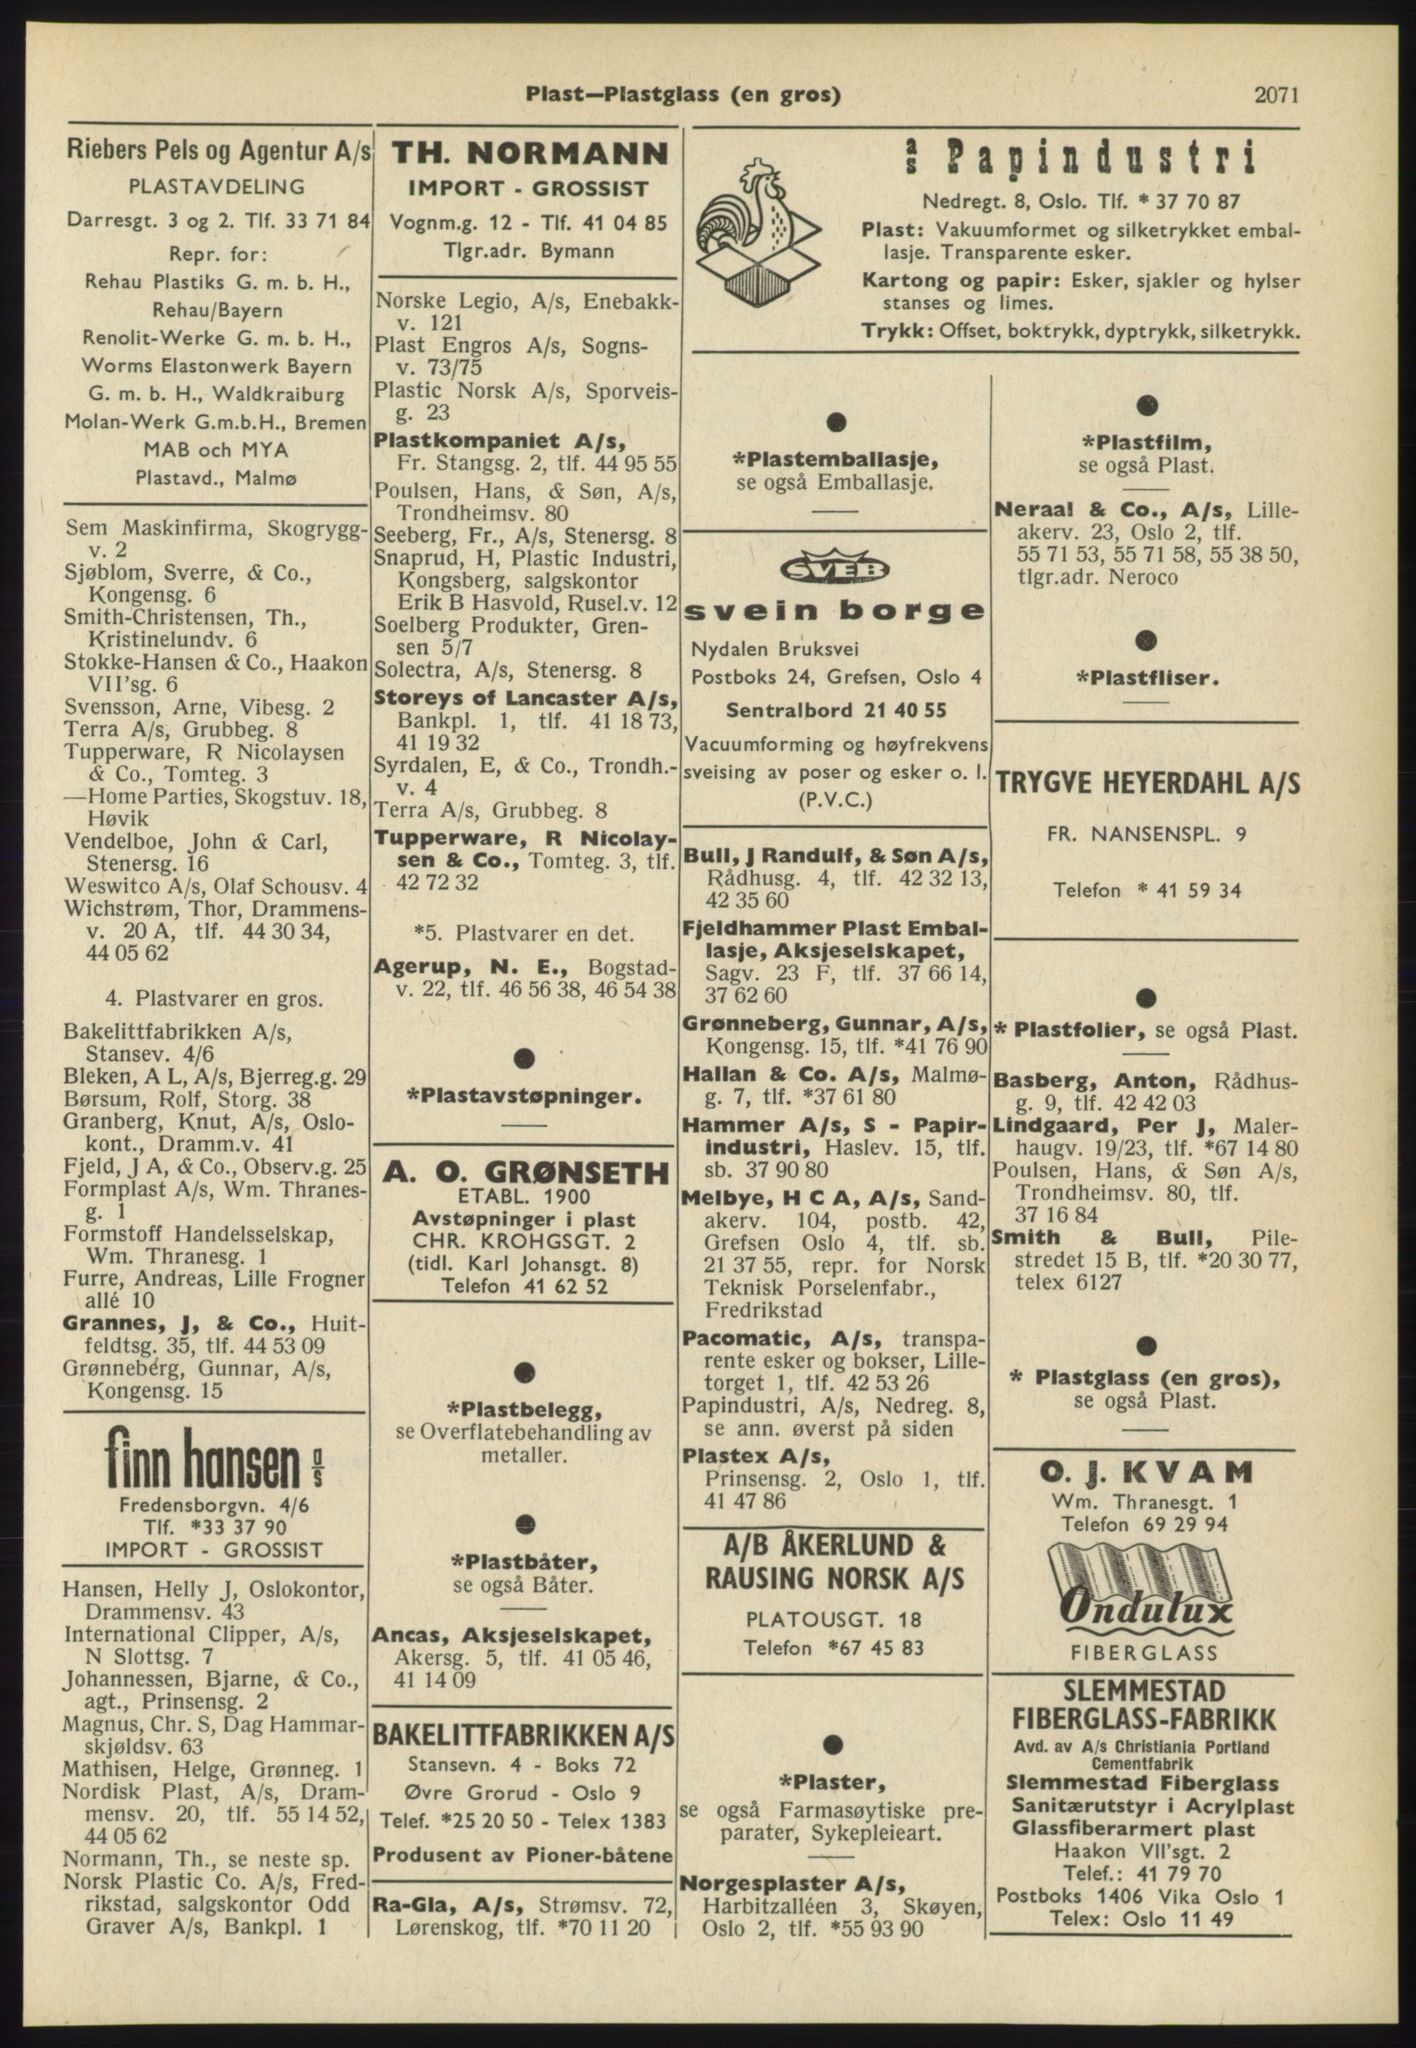 Plast—Plastglass (en gros)
2071
Riebers Pels og Agentur A/s
PLASTAVDELING
Darresgt. 3 og 2. Tlf. 33 71 84
Repr. for:
Rehau Plastiks G. m. b. H.,
Rehau/Bayern
Renolit-Werke G. m. b. H.,
Worms Elastonwerk Bayern
G. m. b. H., Waldkraiburg
Molan-Werk G.m.b.H., Bremen
MAB och MYA
Plastavd., Malmø
Sem Maskinfirma, Skogrygg-
v. 2
Sjøblom, Sverre, & Co.,
Kongensg. 6
Smith-Christensen, Th.,
Kristinelundv. 6
Stokke-Hansen & Co., Haakon
VII'sg. 6
Svensson, Arne, Vibesg. 2
Terra A/s, Grubbeg. 8
Tupperware, R Nicolaysen
& Co., Tomteg. 3
—Home Parties, Skogstuv. 18,
Høvik
Vendelboe, John & Carl,
Stenersg. 16
Weswitco A/s, Olaf Schousv. 4
Wichstrøm, Thor, Drammens-
v. 20 A, tlf. 44 30 34,
44 05 62
4. Plastvarer en gros.
Bakelittfabrikken A/s,
Stansev. 4/6
Bleken, A L, A/s, Bjerreg.g. 29
Børsum, Rolf, Storg. 38
Granberg, Knut, A/s, Oslo-
kont., Dramm.v. 41
Fjeld, J A, & Co., Observ.g. 25
Formplast A/s, Wm. Thranes-
g. 1
Formstoff Handelsselskap,
Wm. Thranesg. 1
Furre, Andreas, Lille Frogner
allé 10
Grannes, J, & Co., Huit-
feldtsg. 35, tlf. 44 53 09
Grønneberg, Gunnar, A/s,
Kongensg. 15
finn hansen a/s
Fredensborgvn. 4/6
Tlf. *33 37 90
IMPORT - GROSSIST
Hansen, Helly J, Oslokontor,
Drammensv. 43
International Clipper, A/s,
N Slottsg. 7
Johannessen, Bjarne, & Co.,
agt., Prinsensg. 2
Magnus, Chr. S, Dag Hammar-
skjøldsv. 63
Mathisen, Helge, Grønneg. 1
Nordisk Plast, A/s, Dram-
mensv. 20, tlf. 55 14 52,
44 05 62
Normann, Th., se neste sp.
Norsk Plastic Co. A/s, Fred-
rikstad, salgskontor Odd
Graver A/s, Bankpl. 1
TH. NORMANN
IMPORT - GROSSIST
Vognm.g. 12 - Tlf. 41 04 85
Tlgr.adr. Bymann
Norske Legio, A/s, Enebakk-
v. 121
Plast Engros A/s, Sogns-
v. 73/75
Plastic Norsk A/s, Sporveis-
g. 23
Plastkompaniet A/s,
Fr. Stangsg. 2, tlf. 44 95 55
Poulsen, Hans, & Søn, A/s,
Trondheimsv. 80
Seeberg, Fr., A/s, Stenersg. 8
Snaprud, H, Plastic Industri,
Kongsberg, salgskontor
Erik B Hasvold, Rusel.v. 12
Soelberg Produkter, Gren-
sen 5/7
Solectra, A/s, Stenersg. 8
Storeys of Lancaster A/s,
Bankpl. 1, tlf. 41 18 73,
41 19 32
Syrdalen, E, & Co., Trondh.-
v. 4
Terra A/s, Grubbeg. 8
Tupperware, R Nicolay-
sen & Co., Tomteg. 3, tlf.
42 72 32
*5. Plastvarer en det.
Agerup, N. E., Bogstad-
v. 22, tlf. 46 56 38, 46 54 38
*Plastavstøpninger.
A. O. GRØNSETH
ETABL. 1900
Avstøpninger i plast
CHR. KROHGSGT. 2
(tidl. Karl Johansgt. 8)
Telefon 41 62 52
*Plastbelegg,
se Overflatebehandling av
metaller.
*Plastbåter,
se også Båter.
Ancas, Aksjeselskapet,
Akersg. 5, tlf. 41 05 46,
41 14 09
BAKELITTFABRIKKEN A/S
Stansevn. 4 - Boks 72
Øvre Grorud - Oslo 9
Telef. *25 20 50 - Telex 1383
Produsent av Pioner-båtene
Ra-Gla, A/s, Strømsv. 72,
Lørenskog, tlf. *70 11 20
a/s Papindustri
Nedregt. 8, Oslo. Tlf. * 37 70 87
Plast: Vakuumformet og silketrykket embal-
lasje. Transparente esker.
Kartong og papir: Esker, sjakler og hylser
stanses og limes.
Trykk: Offset, boktrykk, dyptrykk, silketrykk.
*Plastemballasje,
se også Emballasje.
SVEB
svein borge
Nydalen Bruksvei
Postboks 24, Grefsen, Oslo 4
Sentralbord 21 40 55
Vacuumforming og høyfrekvens
sveising av poser og esker o. l.
(P.V.C.)
Bull, J Randulf, & Søn A/s,
Rådhusg. 4, tlf. 42 32 13,
42 35 60
Fjeldhammer Plast Embal-
lasje, Aksjeselskapet,
Sagv. 23 F, tlf. 37 66 14,
37 62 60
Grønneberg, Gunnar, A/s,
Kongensg. 15, tlf. *41 76 90
Hallan & Co. A/s, Malmø-
g. 7, tlf. *37 61 80
Hammer A/s, S - Papir-
industri, Haslev. 15, tlf.
sb. 37 90 80
Melbye, H C A, A/s, Sand-
akerv. 104, postb. 42,
Grefsen Oslo 4, tlf. sb.
21 37 55, repr. for Norsk
Teknisk Porselenfabr.,
Fredrikstad
Pacomatic, A/s, transpa-
rente esker og bokser, Lille-
torget 1, tlf. 42 53 26
Papindustri, A/s, Nedreg. 8,
se ann. øverst på siden
Plastex A/s,
Prinsensg. 2, Oslo 1, tlf.
41 47 86
A/B ÅKERLUND &
RAUSING NORSK A/S
PLATOUSGT. 18
Telefon *67 45 83
*Plaster,
se også Farmasøytiske pre-
parater, Sykepleieart.
Norgesplaster A/s,
Harbitzalléen 3, Skøyen,
Oslo 2, tlf. *55 93 90
*Plastfilm,
se også Plast.
Neraal & Co., A/s, Lille-
akerv. 23, Oslo 2, tlf.
55 71 53, 55 71 58, 55 38 50,
tlgr.adr. Neroco
*Plastfliser.
TRYGVE HEYERDAHL A/S
FR. NANSENSPL. 9
Telefon * 41 59 34
* Plastfolier, se også Plast.
Basberg, Anton, Rådhus-
g. 9, tlf. 42 42 03
Lindgaard, Per J, Maler-
haugv. 19/23, tlf. *67 14 80
Poulsen, Hans, & Søn A/s,
Trondheimsv. 80, tlf.
37 16 84
Smith & Bull, Pile-
stredet 15 B, tlf. *20 30 77,
telex 6127
* Plastglass (en gros),
se også Plast.
O. J. KVAM
Wm. Thranesgt. 1
Telefon 69 29 94
Ondulux
FIBERGLASS
SLEMMESTAD
FIBERGLASS-FABRIKK
Avd. av A/s Christiania Portland
Cementfabrik
Slemmestad Fiberglass
Sanitærutstyr i Acrylplast
Glassfiberarmert plast
Haakon VII'sgt. 2
Telef.: 41 79 70
Postboks 1406 Vika Oslo 1
Telex: Oslo 11 49